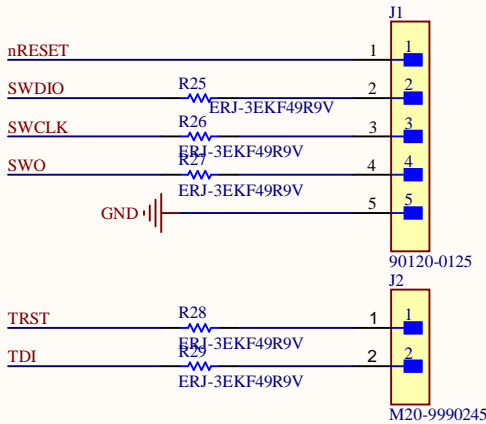 J1
nRESET 1 1
SWDIO R25 2 2
ERJ-3EKF49R9V
SWCLK R26 3 3
ERJ-3EKF49R9V
SWO R27 4 4
ERJ-3EKF49R9V
GND 5 5
90120-0125
J2
TRST R28 1 1
ERJ-3EKF49R9V
TDI R29 2 2
ERJ-3EKF49R9V
M20-9990245